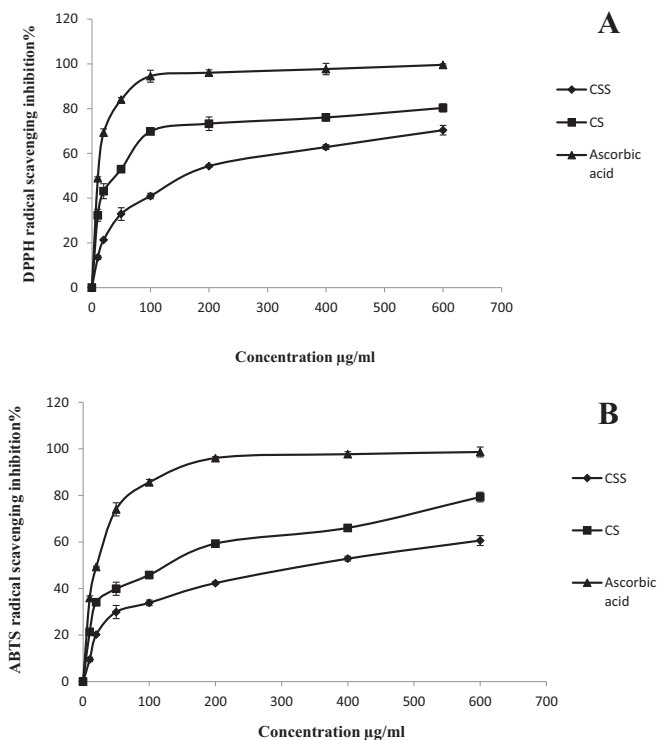 A
120
100
80
60
40
20
0
DPPH radical scavenging inhibition%
0 100 200 300 400 500 600 700
Concentration µg/ml
CSS
CS
Ascorbic
acid
B
120
100
80
60
40
20
0
ABTS radical scavenging inhibition%
0 100 200 300 400 500 600
Concentration µg/ml
CSS
CS
Ascorbic
acid